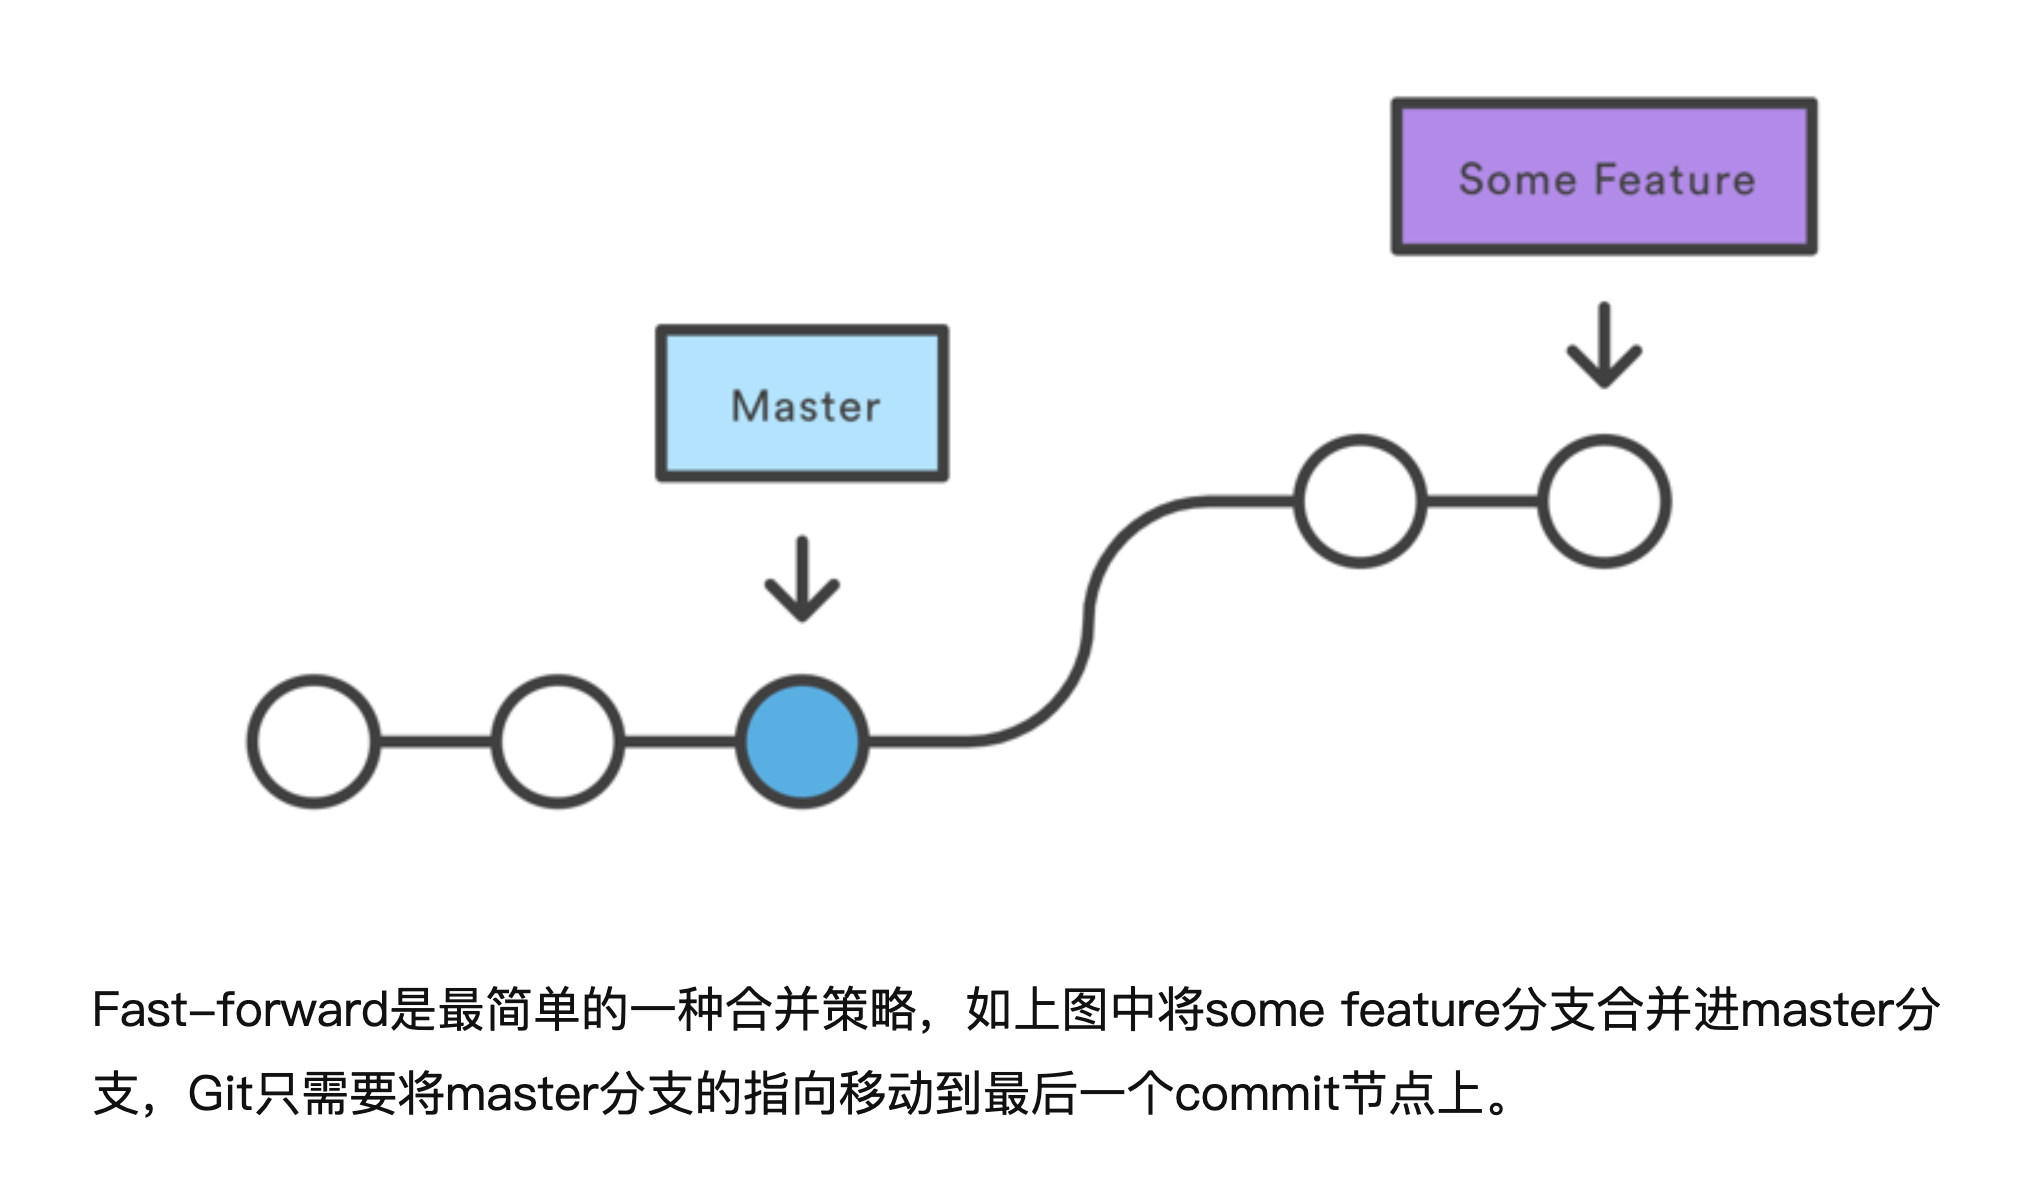 Some Feature
Master
Fast-forward是最简单的一种合并策略，如上图中将some feature分支合并进master分
支，Git只需要将master分支的指向移动到最后一个commit节点上。